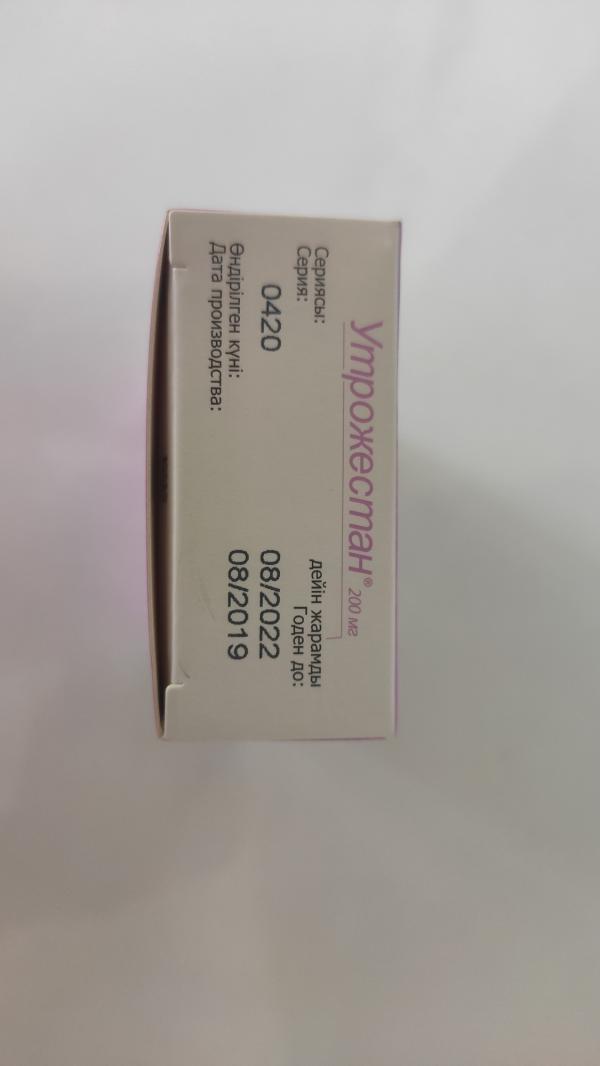 Утрожестан® 200 мг
Сериясы:
Серия:
0420
дейін жарамды
Годен до:
08/2022
Өндірілген күні:
Дата производства:
08/2019